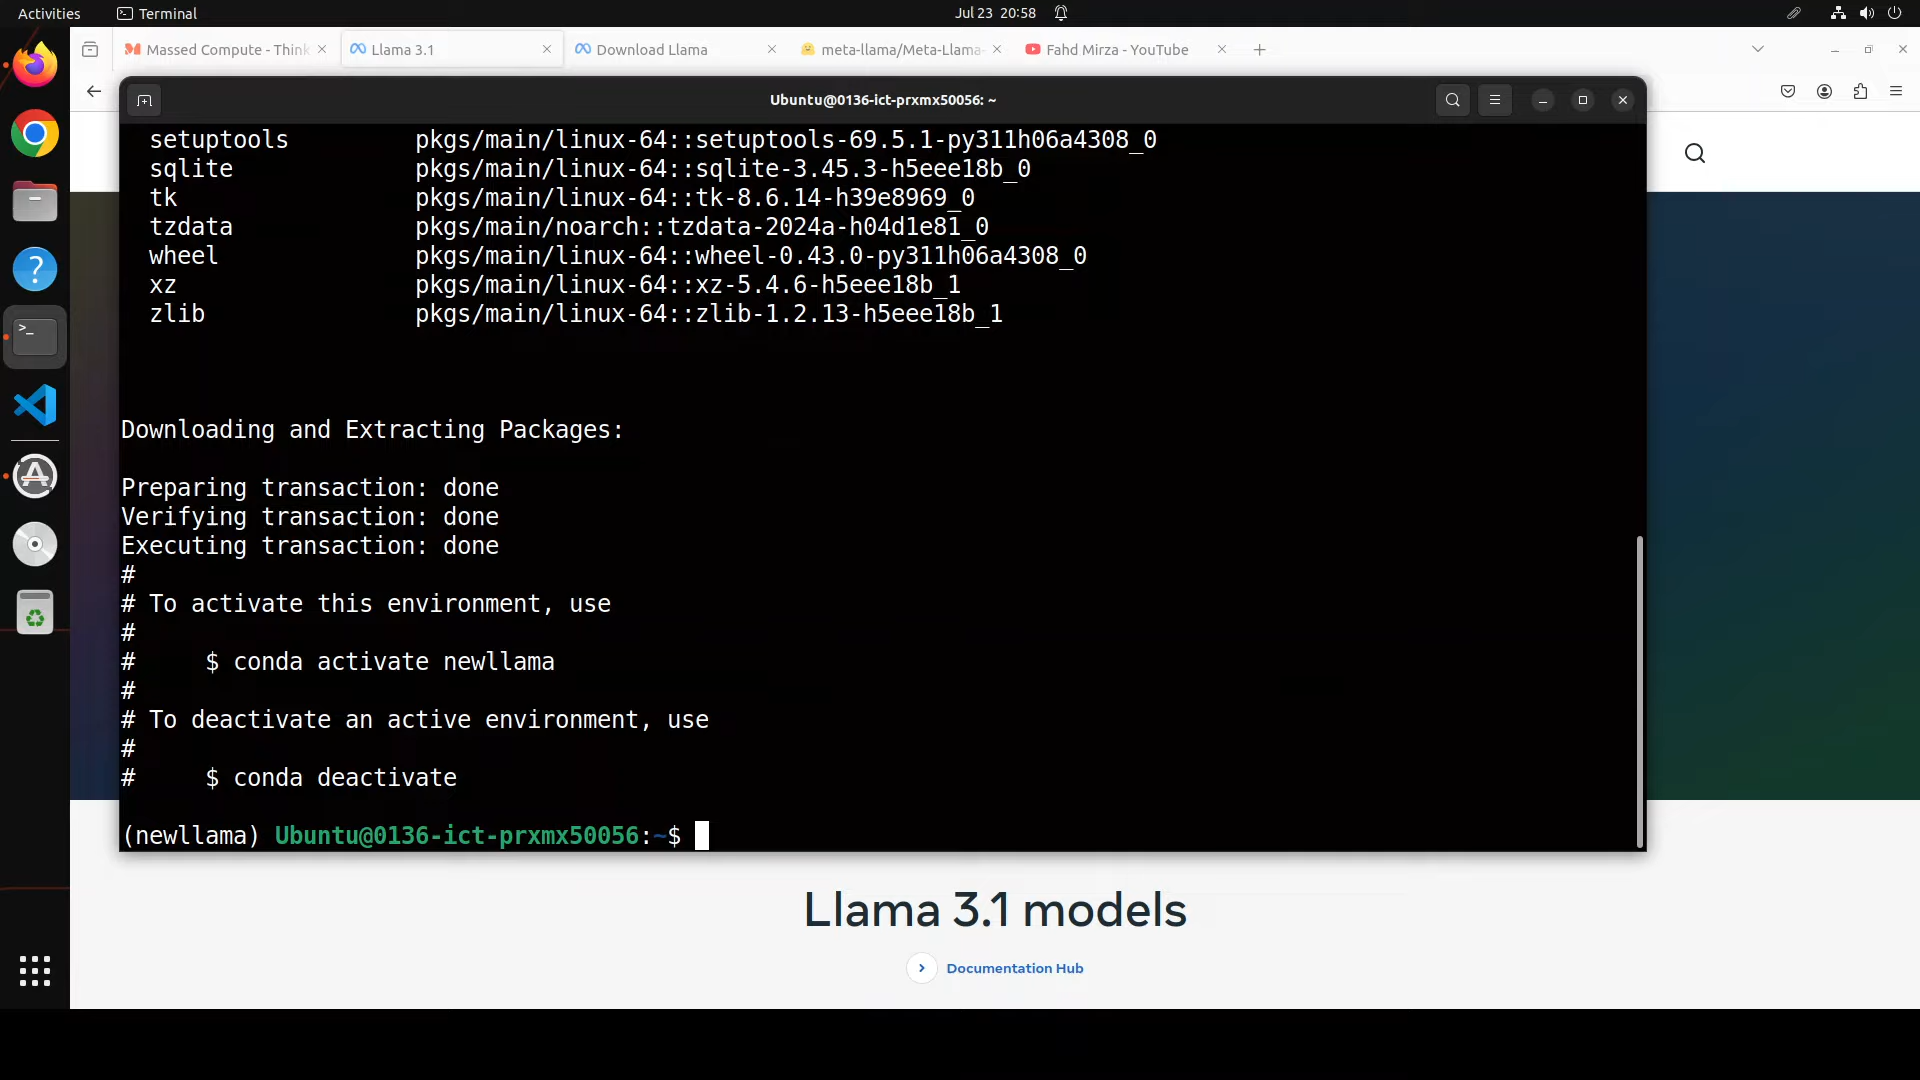 Activities Terminal Jul 23 20:58
Massed Compute - Think Llama 3.1 Download Llama meta-llama/Meta-Llama- Fahd Mirza - YouTube
Ubuntu@0136-ict-prxmx50056: ~
setuptools pkgs/main/linux-64::setuptools-69.5.1-py311h06a4308_0
sqlite pkgs/main/linux-64::sqlite-3.45.3-h5eee18b_0
tk pkgs/main/linux-64::tk-8.6.14-h39e8969_0
tzdata pkgs/main/noarch::tzdata-2024a-h04d1e81_0
wheel pkgs/main/linux-64::wheel-0.43.0-py311h06a4308_0
xz pkgs/main/linux-64::xz-5.4.6-h5eee18b_1
zlib pkgs/main/linux-64::zlib-1.2.13-h5eee18b_1
Downloading and Extracting Packages:
Preparing transaction: done
Verifying transaction: done
Executing transaction: done
#
# To activate this environment, use
#
# $ conda activate newllama
#
# To deactivate an active environment, use
#
# $ conda deactivate
(newllama) Ubuntu@0136-ict-prxmx50056:~$
Llama 3.1 models
Documentation Hub